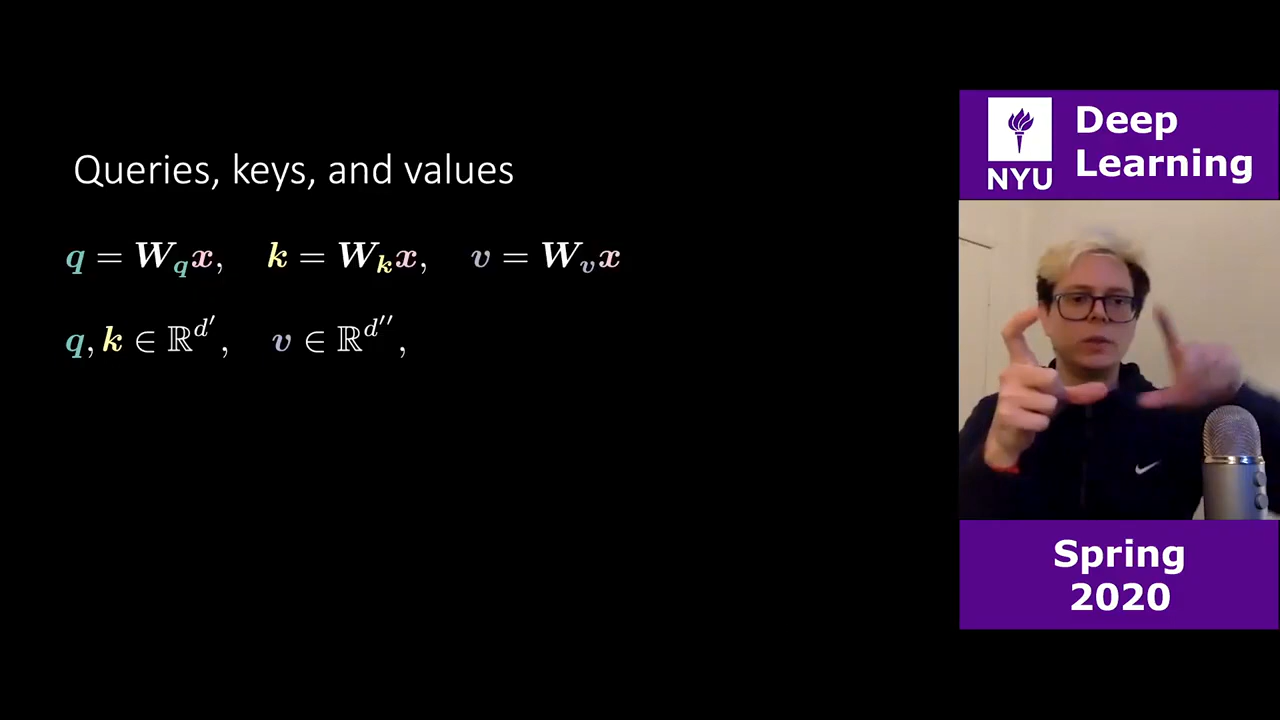 Queries, keys, and values
q = W_q x, k = W_k x, v = W_v x
q, k ∈ ℝ^{d′}, v ∈ ℝ^{d′′},
NYU
Deep
Learning
Spring
2020